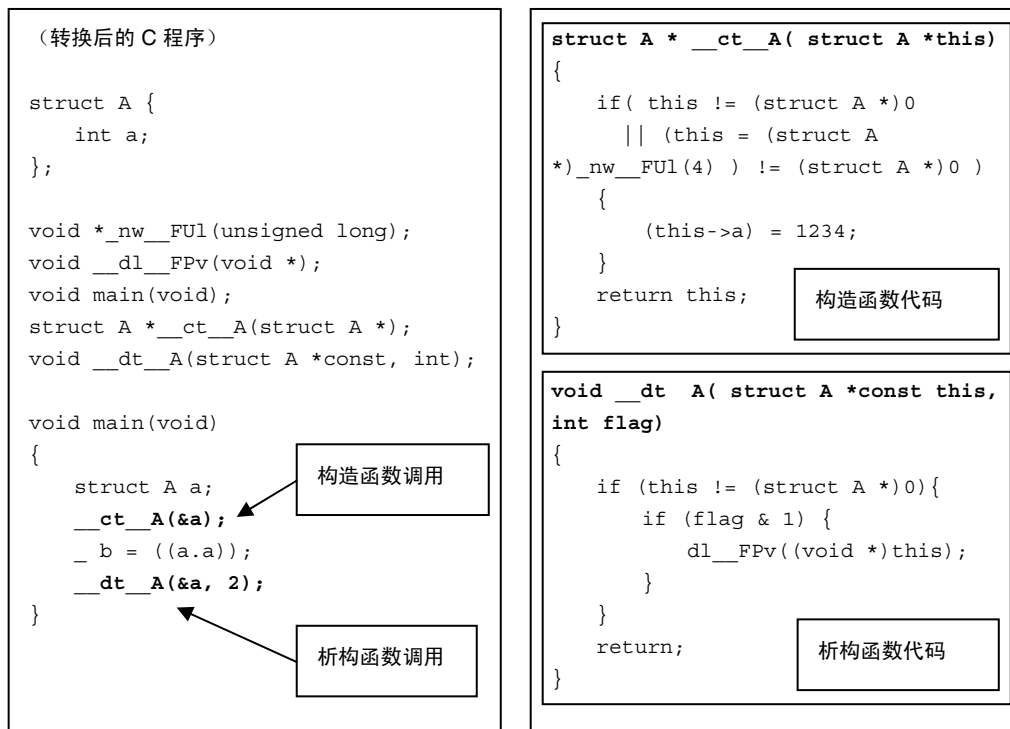 （转换后的 C 程序）
struct A {
int a;
};
void *_nw__FUl(unsigned long);
void __dl__FPv(void *);
void main(void);
struct A *__ct__A(struct A *);
void __dt__A(struct A *const, int);
void main(void)
{
struct A a;
__ct__A(&a);
_ b = ((a.a));
__dt__A(&a, 2);
}
构造函数调用
析构函数调用
struct A * __ct__A( struct A *this)
{
if( this != (struct A *)0
|| (this = (struct A
*)_nw__FUl(4) ) != (struct A *)0 )
{
(this->a) = 1234;
}
return this;
}
构造函数代码
void __dt  A( struct A *const this,
int flag)
{
if (this != (struct A *)0){
if (flag & 1) {
dl__FPv((void *)this);
}
}
return;
}
析构函数代码